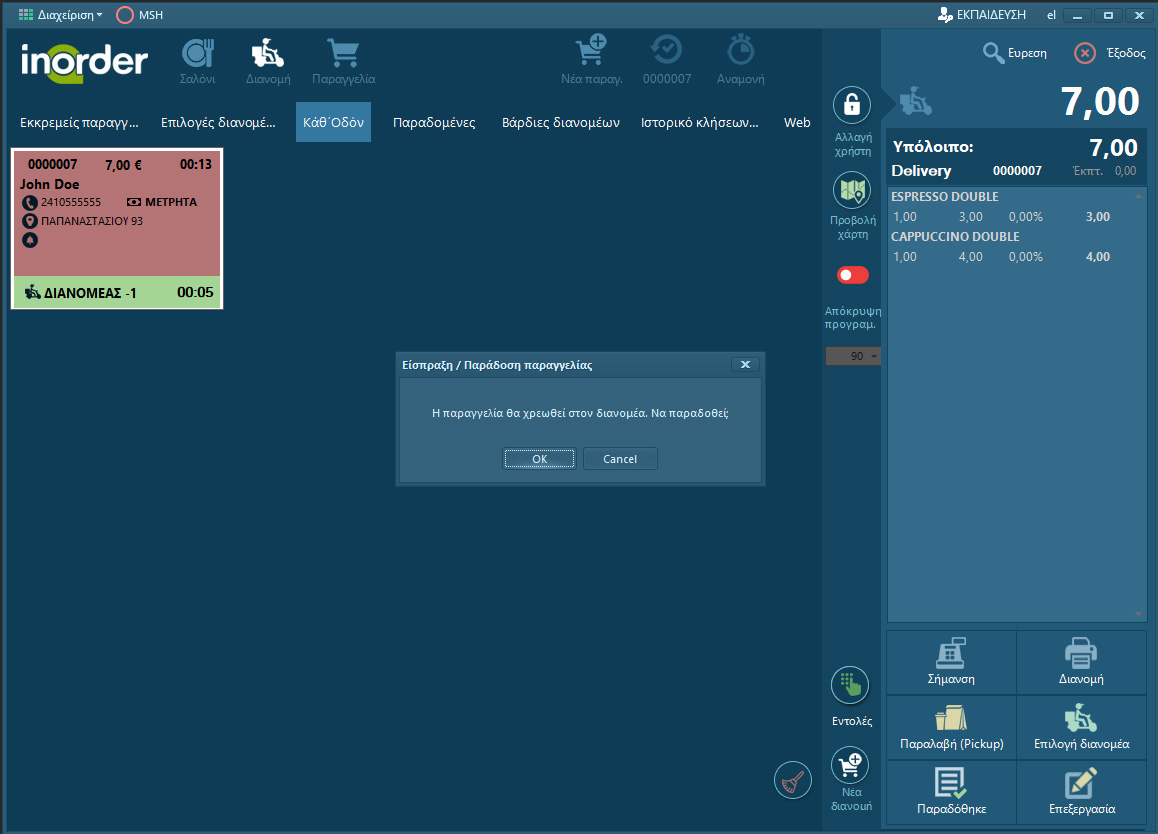 Διαχείριση
MSH
ΕΚΠΑΙΔΕΥΣΗ
el
inorder
Σαλόνι
Διανομή
Παραγγελία
Νέα παραγ.
0000007
Αναμονή
Ευρεση
Έξοδος
Εκκρεμείς παραγγ...
Επιλογές διανομέ...
Κάθ΄Οδόν
Παραδομένες
Βάρδιες διανομέων
Ιστορικό κλήσεων...
Web
0000007 7,00 € 00:13
John Doe
2410555555 ΜΕΤΡΗΤΑ
ΠΑΠΑΝΑΣΤΑΣΙΟΥ 93
ΔΙΑΝΟΜΕΑΣ -1 00:05
Είσπραξη / Παράδοση παραγγελίας
Η παραγγελία θα χρεωθεί στον διανομέα. Να παραδοθεί;
OK
Cancel
Αλλαγή
χρήστη
Προβολή
χάρτη
Απόκρυψη
προγραμ.
90
Εντολές
Νέα
διανομή
7,00
Υπόλοιπο: 7,00
Delivery 0000007 Έκπτ. 0,00
ESPRESSO DOUBLE
1,00 3,00 0,00% 3,00
CAPPUCCINO DOUBLE
1,00 4,00 0,00% 4,00
Σήμανση
Διανομή
Παραλαβή (Pickup)
Επιλογή διανομέα
Παραδόθηκε
Επεξεργασία